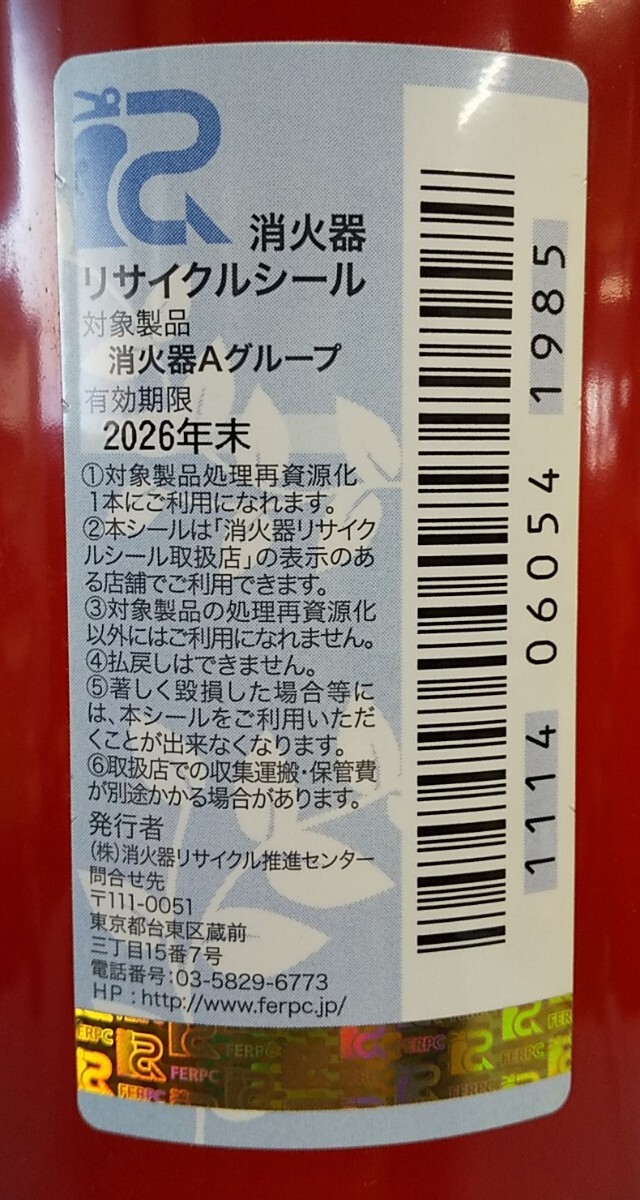 消火器
リサイクルシール
対象製品
消火器Aグループ
有効期限
2026年末
①対象製品処理再資源化
1本にご利用になれます。
②本シールは「消火器リサイク
ルシール取扱店」の表示のあ
る店舗でご利用できます。
③対象製品の処理再資源化
以外にはご利用になれません。
④払戻しはできません。
⑤著しく毀損した場合等に
は、本シールをご利用いただ
くことが出来なくなります。
⑥取扱店での収集運搬・保管費
が別途かかる場合があります。
発行者
(株)消火器リサイクル推進センター
問合せ先
〒111-0051
東京都台東区蔵前
三丁目15番7号
電話番号:03-5829-6773
HP:http://www.ferpc.jp/
1114 06054 1985
FERPC
FERPC
FERPC
FERPC
FERPC
FERPC